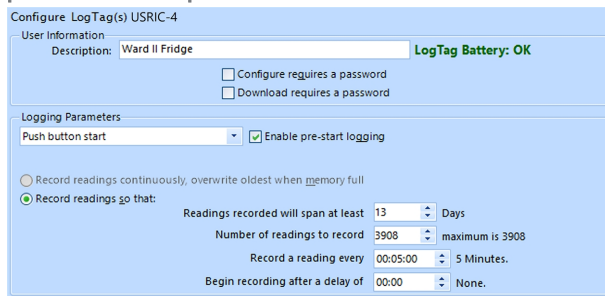 Configure LogTag(s) USRIC-4
User Information
Description: Ward II Fridge LogTag Battery: OK
Configure requires a password
Download requires a password
Logging Parameters
Push button start Enable pre-start logging
Record readings continuously, overwrite oldest when memory full
Record readings so that:
Readings recorded will span at least 13 Days
Number of readings to record 3908 maximum is 3908
Record a reading every 00:05:00 5 Minutes.
Begin recording after a delay of 00:00 None.